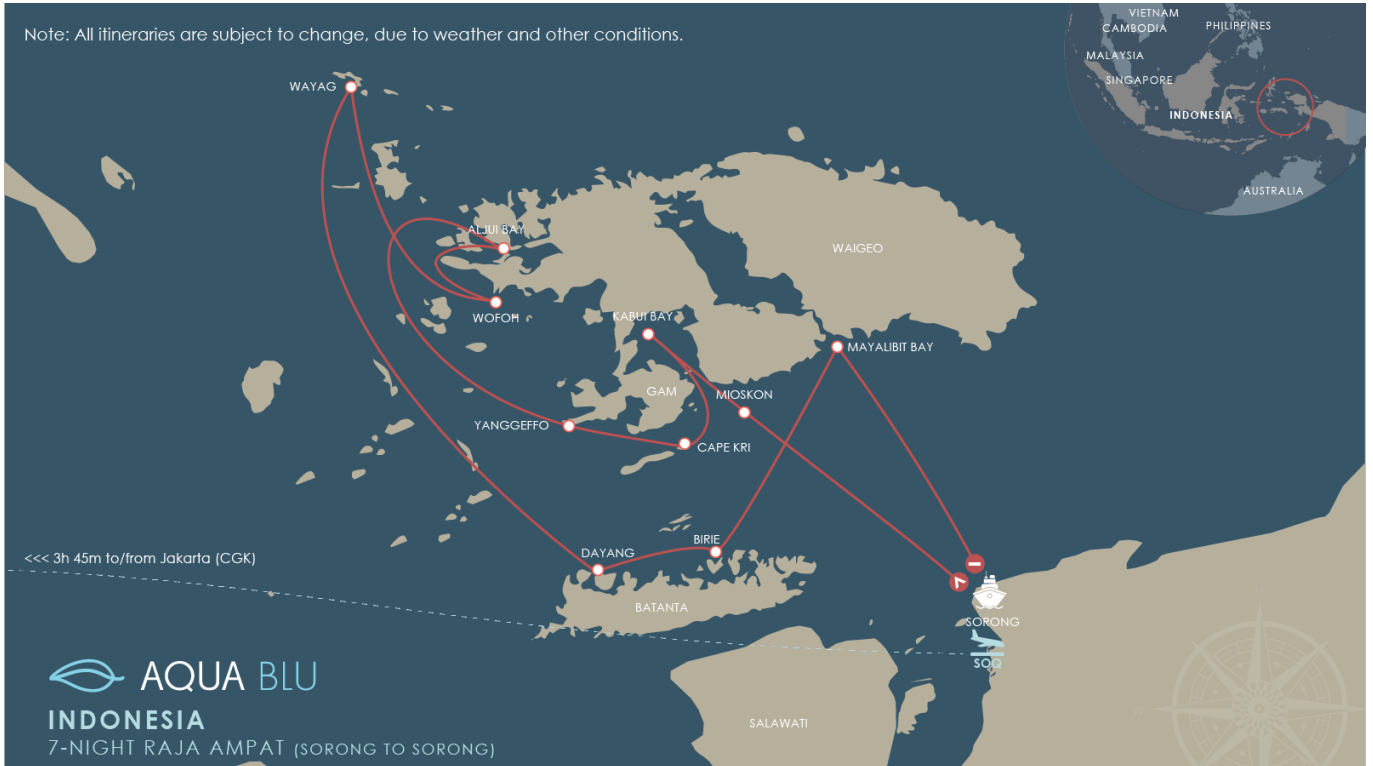 Note: All itineraries are subject to change, due to weather and other conditions.
VIETNAM
CAMBODIA
PHILIPPINES
MALAYSIA
SINGAPORE
INDONESIA
AUSTRALIA
WAYAG
ALJUI BAY
WAIGEO
WOFOH
KABUI BAY
MAYALIBIT BAY
GAM
MIOSKON
YANGGEFFO
CAPE KRI
BIRIE
DAYANG
<<< 3h 45m to/from Jakarta (CGK)
BATANTA
SORONG
SOQ
AQUA BLU
INDONESIA
SALAWATI
7-NIGHT RAJA AMPAT (SORONG TO SORONG)